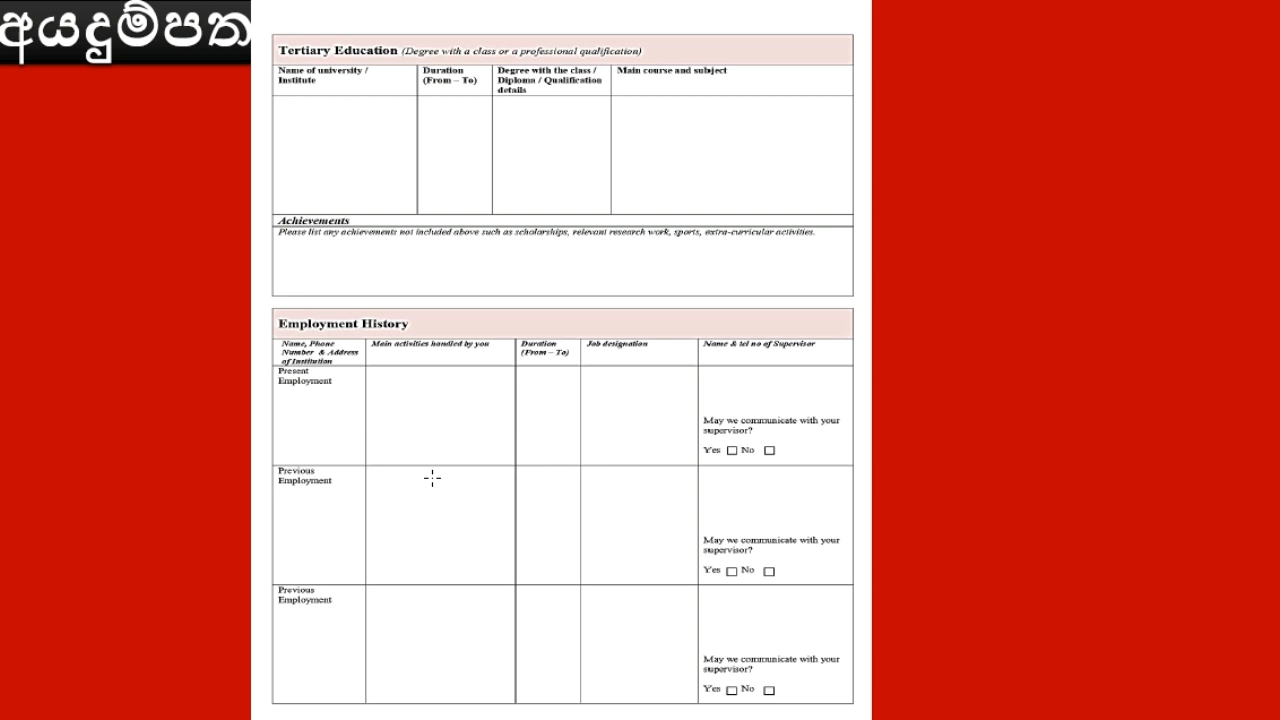 අයදුම්පත
Tertiary Education (Degree with a class or a professional qualification)
Name of university /
Institute
Duration
(From – To)
Degree with the class /
Diploma / Qualification
details
Main course and subject
Achievements
Please list any achievements not included above such as scholarships, relevant research work, sports, extra-curricular activities.
Employment History
Name, Phone
Number & Address
of Institution
Main activities handled by you
Duration
(From – To)
Job designation
Name & tel no of Supervisor
Present
Employment
May we communicate with your
supervisor?
Yes No
Previous
Employment
May we communicate with your
supervisor?
Yes No
Previous
Employment
May we communicate with your
supervisor?
Yes No